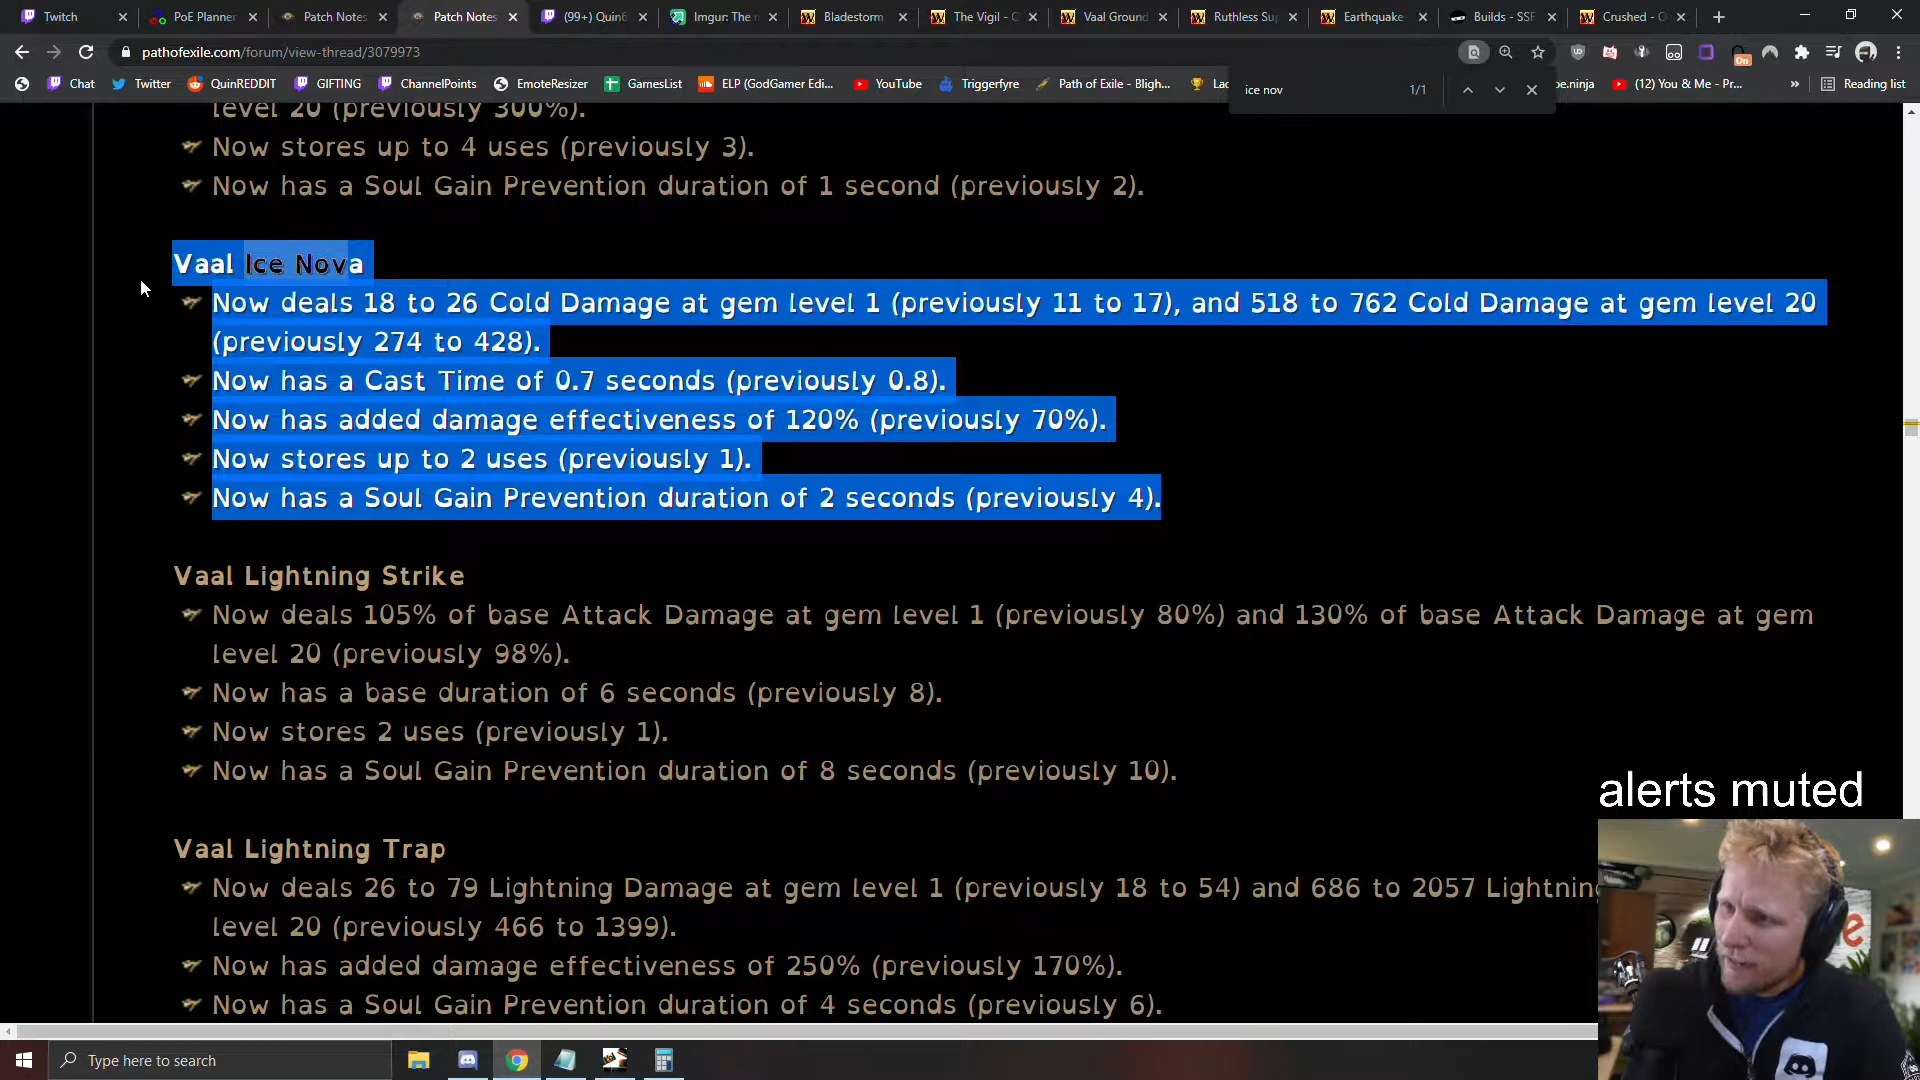 Twitch
PoE Planner
Patch Notes
Patch Notes
(99+) Quin6
Imgur: The
Bladestorm
The Vigil - 
Vaal Ground
Ruthless Su
Earthquake
Builds - SSF
Crushed -
pathofexile.com/forum/view-thread/3079973
On
Chat
Twitter
QuinREDDIT
GIFTING
ChannelPoints
EmoteResizer
GamesList
ELP (GodGamer Edi...
YouTube
Triggerfyre
Path of Exile - Bligh...
Lac
ice nov
1/1
oe.ninja
(12) You & Me - Pr...
»
Reading list
level 20 (previously 300%).
Now stores up to 4 uses (previously 3).
Now has a Soul Gain Prevention duration of 1 second (previously 2).
Vaal Ice Nova
Now deals 18 to 26 Cold Damage at gem level 1 (previously 11 to 17), and 518 to 762 Cold Damage at gem level 20
(previously 274 to 428).
Now has a Cast Time of 0.7 seconds (previously 0.8).
Now has added damage effectiveness of 120% (previously 70%).
Now stores up to 2 uses (previously 1).
Now has a Soul Gain Prevention duration of 2 seconds (previously 4).
Vaal Lightning Strike
Now deals 105% of base Attack Damage at gem level 1 (previously 80%) and 130% of base Attack Damage at gem
level 20 (previously 98%).
Now has a base duration of 6 seconds (previously 8).
Now stores 2 uses (previously 1).
Now has a Soul Gain Prevention duration of 8 seconds (previously 10).
alerts muted
Vaal Lightning Trap
Now deals 26 to 79 Lightning Damage at gem level 1 (previously 18 to 54) and 686 to 2057 Lightnin
level 20 (previously 466 to 1399).
Now has added damage effectiveness of 250% (previously 170%).
Now has a Soul Gain Prevention duration of 4 seconds (previously 6).
Type here to search